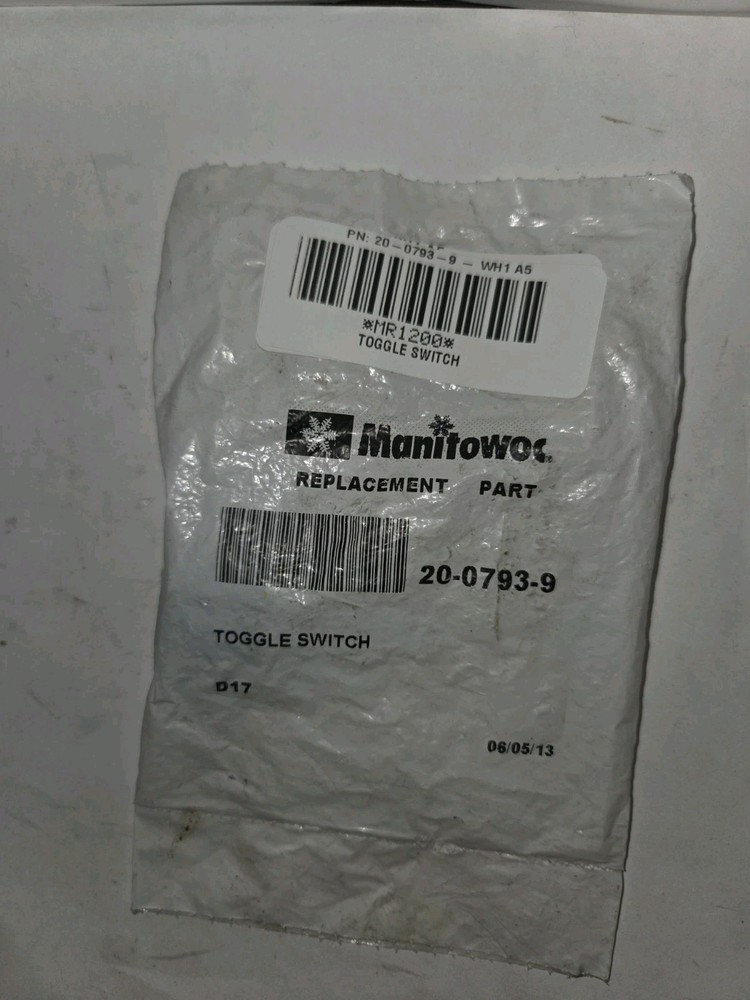 PN: 20-0793-9 - WH1 A5
*MR1200*
TOGGLE SWITCH
Manitowoc
REPLACEMENT PART
20-0793-9
TOGGLE SWITCH
D17
06/05/13